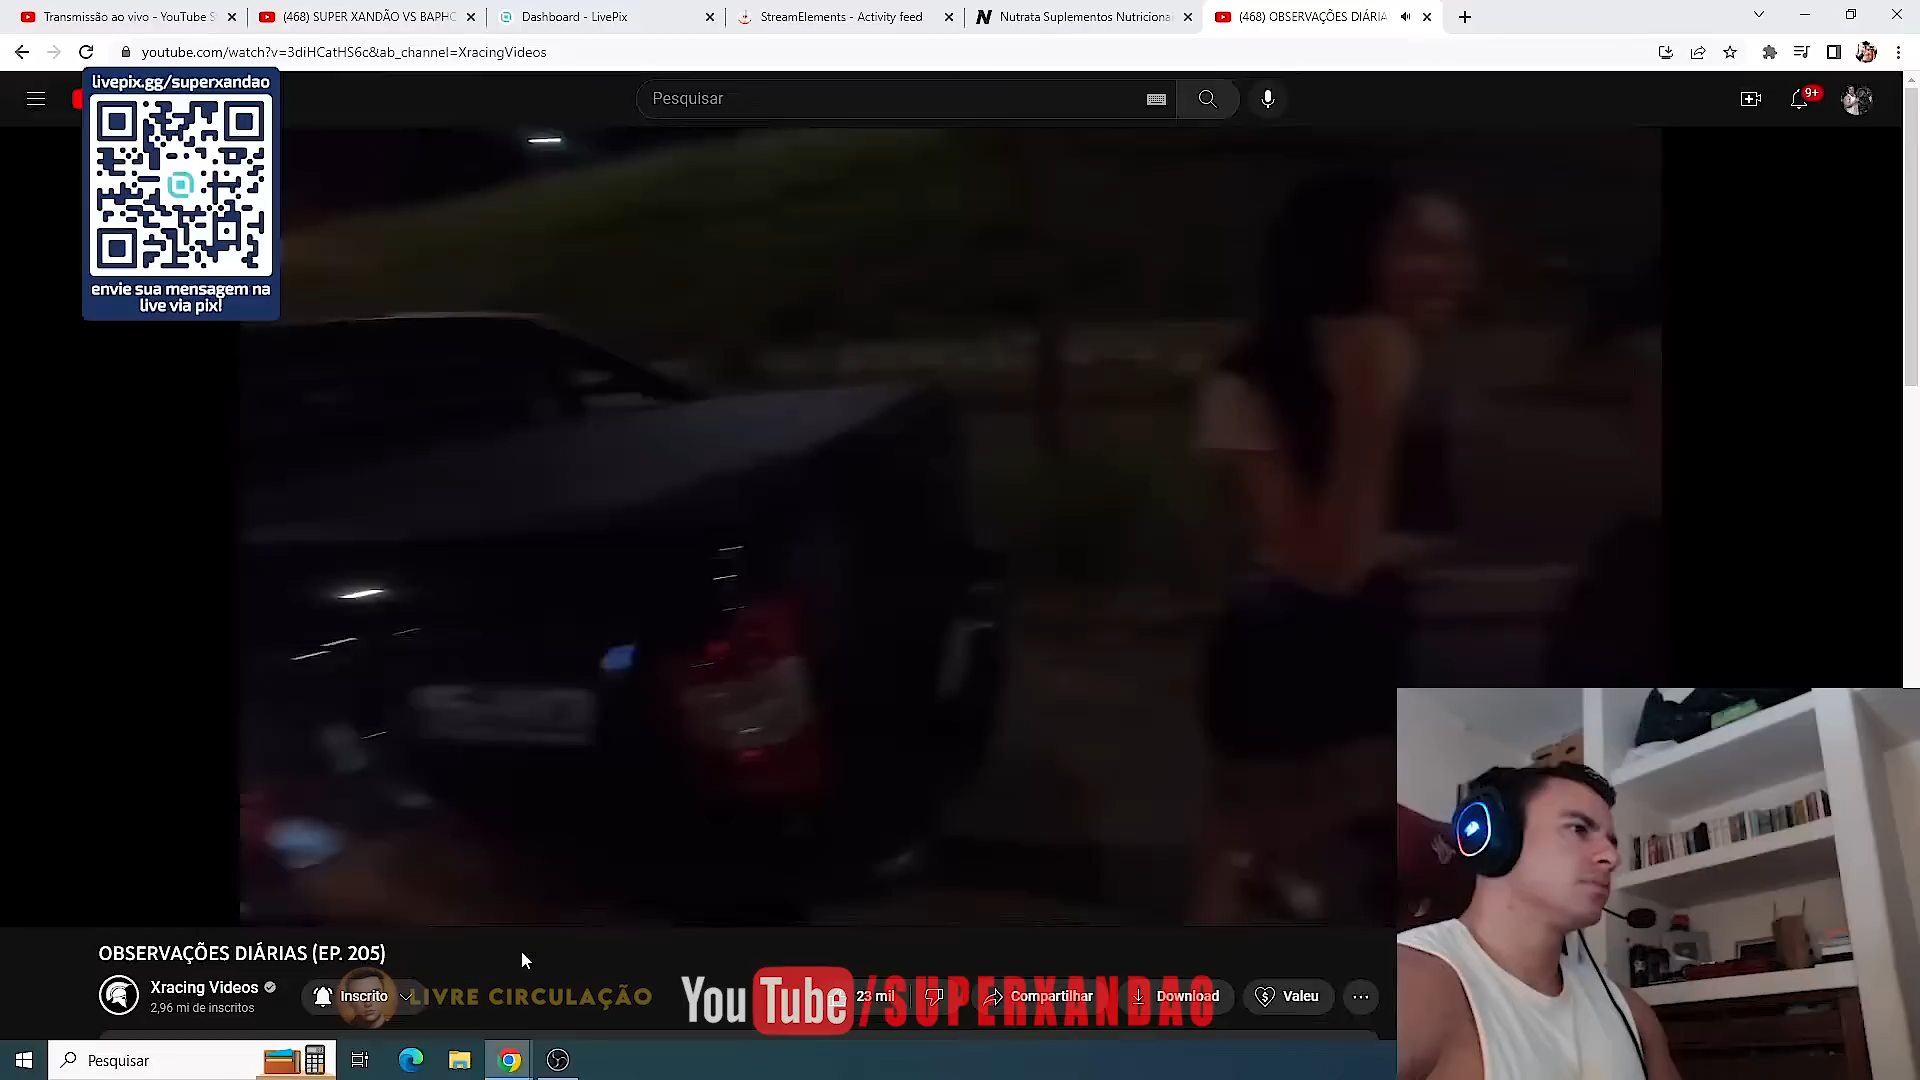 Transmissão ao vivo - YouTube S
(468) SUPER XANDÃO VS BAPHO
Dashboard - LivePix
StreamElements - Activity feed
Nutrata Suplementos Nutriciona
(468) OBSERVAÇÕES DIÁRIA
youtube.com/watch?v=3diHCatHS6c&ab_channel=XracingVideos
livepix.gg/superxandao
envie sua mensagem na
live via pix!
Pesquisar
9+
OBSERVAÇÕES DIÁRIAS (EP. 205)
Xracing Videos
2,96 mi de inscritos
Inscrito
LIVRE CIRCULAÇÃO
YouTube/SUPERXANDAO
23 mil
Compartilhar
Download
Valeu
Pesquisar